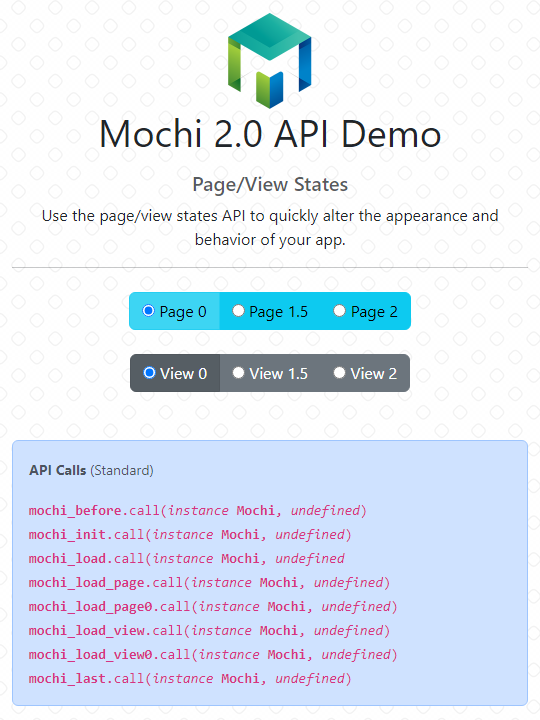 Mochi 2.0 API Demo
Page/View States
Use the page/view states API to quickly alter the appearance and
behavior of your app.
Page 0 Page 1.5 Page 2
View 0 View 1.5 View 2
API Calls (Standard)
mochi_before.call(instance Mochi, undefined)
mochi_init.call(instance Mochi, undefined)
mochi_load.call(instance Mochi, undefined
mochi_load_page.call(instance Mochi, undefined)
mochi_load_page0.call(instance Mochi, undefined)
mochi_load_view.call(instance Mochi, undefined)
mochi_load_view0.call(instance Mochi, undefined)
mochi_last.call(instance Mochi, undefined)